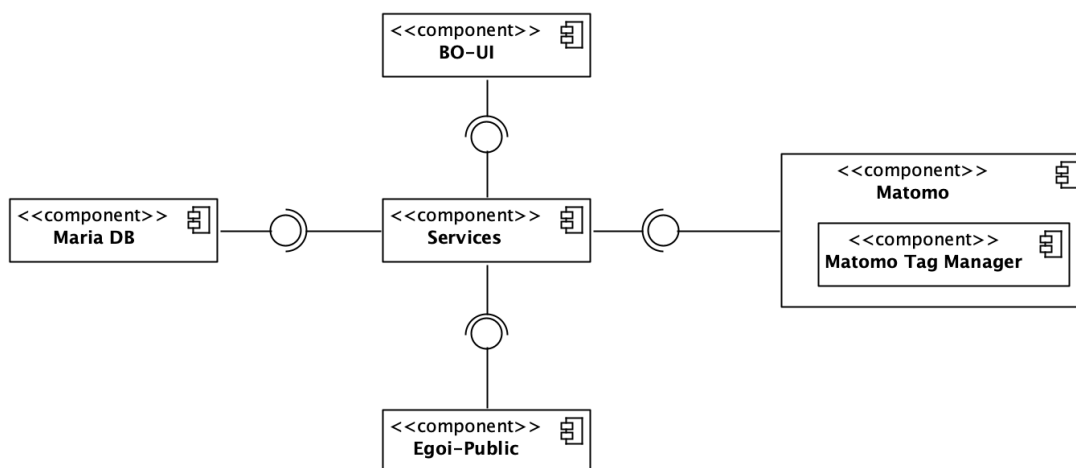 <<component>>
BO-UI
<<component>>
Maria DB
<<component>>
Services
<<component>>
Matomo
<<component>>
Matomo Tag Manager
<<component>>
Egoi-Public